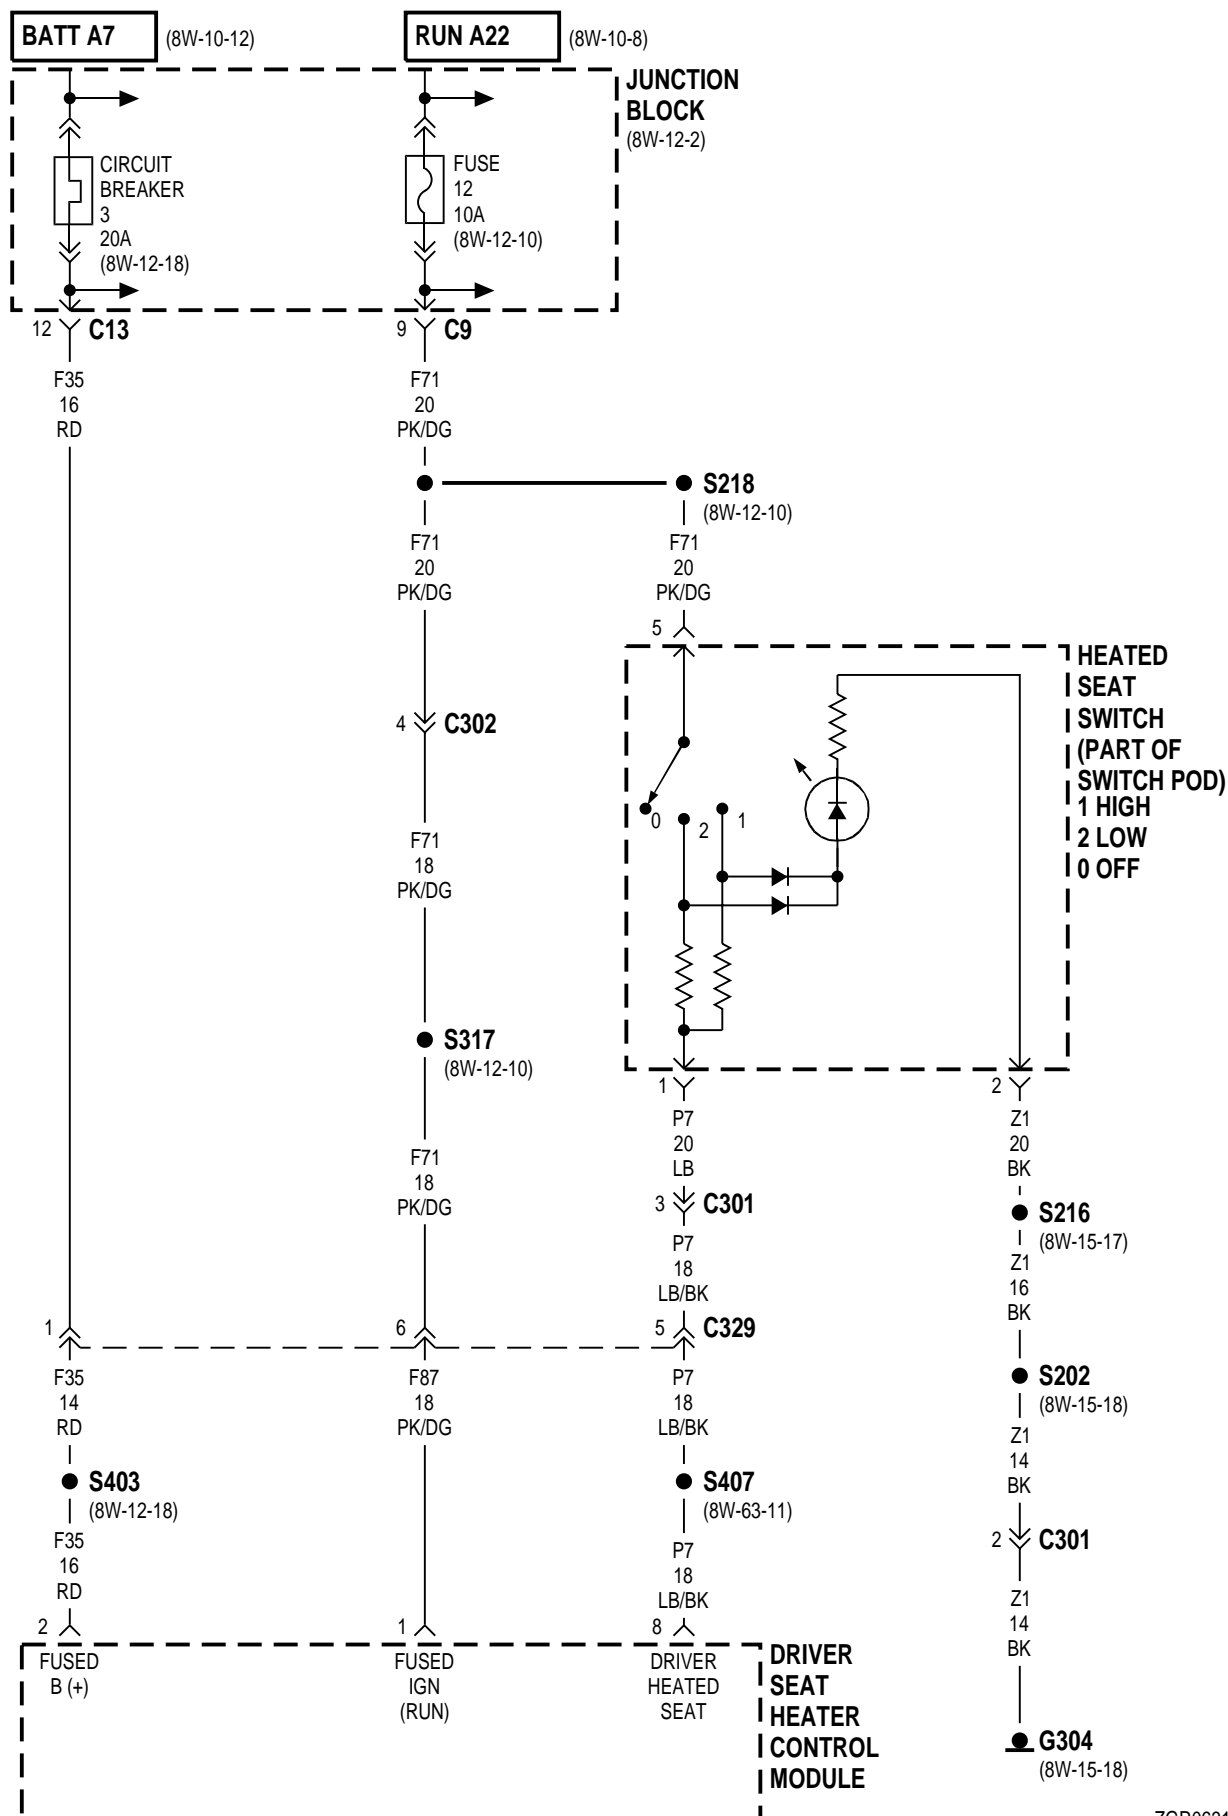 BATT A7 (8W-10-12)
RUN A22 (8W-10-8)
JUNCTION
BLOCK
(8W-12-2)
CIRCUIT
BREAKER
3
20A
(8W-12-18)
FUSE
12
10A
(8W-12-10)
12 C13
9 C9
F35
16
RD
F71
20
PK/DG
S218
(8W-12-10)
F71
20
PK/DG
F71
20
PK/DG
5
HEATED
SEAT
SWITCH
(PART OF
SWITCH POD)
1 HIGH
2 LOW
0 OFF
4 C302
0
2
1
F71
18
PK/DG
S317
(8W-12-10)
1
2
P7
20
LB
Z1
20
BK
F71
18
PK/DG
3 C301
S216
(8W-15-17)
P7
18
LB/BK
Z1
16
BK
1
6
5 C329
F35
14
RD
F87
18
PK/DG
P7
18
LB/BK
S202
(8W-15-18)
Z1
14
BK
S403
(8W-12-18)
S407
(8W-63-11)
F35
16
RD
P7
18
LB/BK
2 C301
Z1
14
BK
2
1
8
FUSED
B (+)
FUSED
IGN
(RUN)
DRIVER
HEATED
SEAT
DRIVER
SEAT
HEATER
CONTROL
MODULE
G304
(8W-15-18)